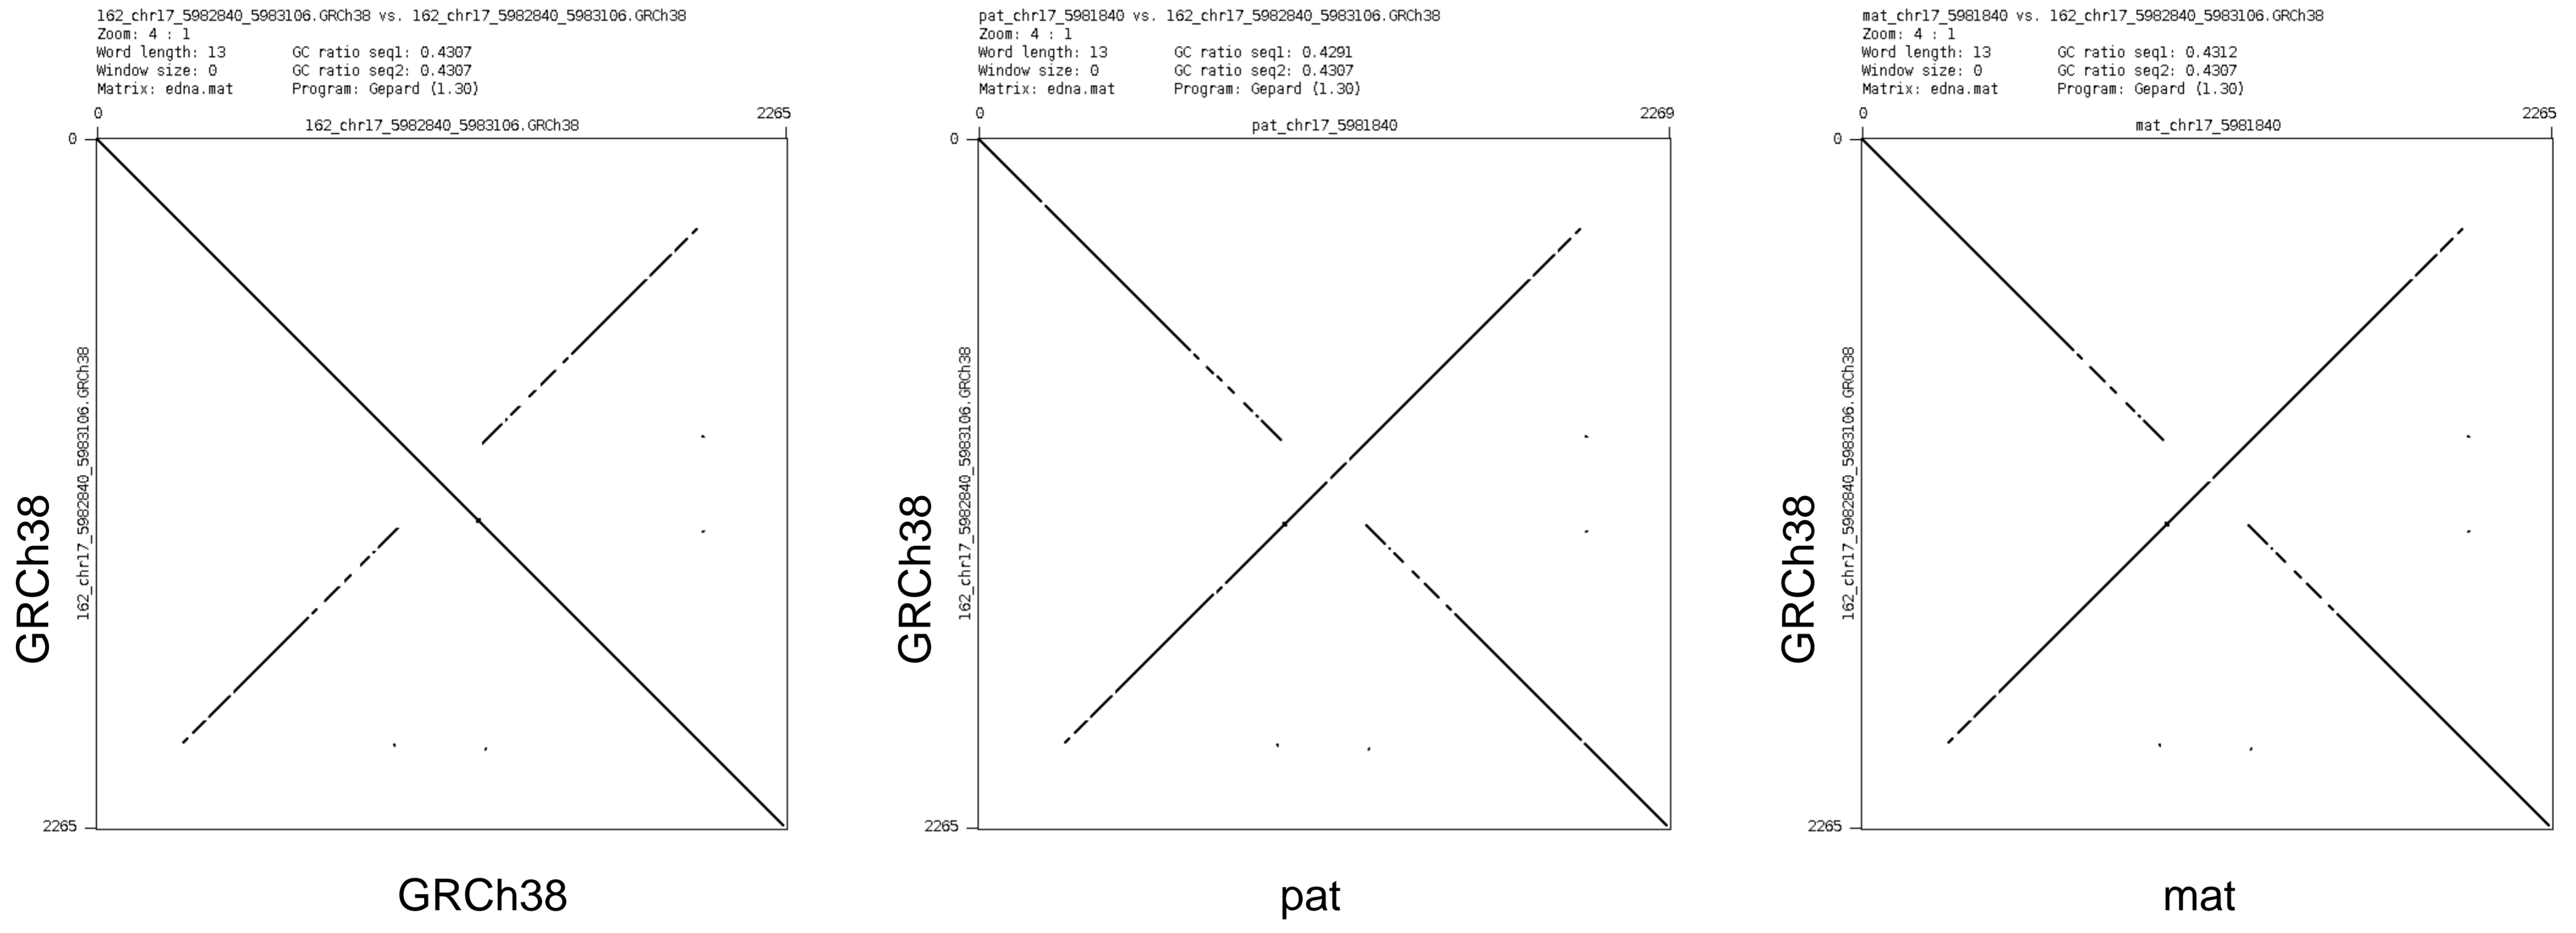 162_chr17_5982840_5983106.GRCh38 vs. 162_chr17_5982840_5983106.GRCh38
Zoom: 4 : 1
Word length: 13 GC ratio seq1: 0.4307
Window size: 0 GC ratio seq2: 0.4307
Matrix: edna.mat Program: Gepard (1.30)
0 2265
162_chr17_5982840_5983106.GRCh38
0
162_chr17_5982840_5983106.GRCh38
GRCh38
2265
GRCh38
pat_chr17_5981840 vs. 162_chr17_5982840_5983106.GRCh38
Zoom: 4 : 1
Word length: 13 GC ratio seq1: 0.4291
Window size: 0 GC ratio seq2: 0.4307
Matrix: edna.mat Program: Gepard (1.30)
0 2269
pat_chr17_5981840
0
162_chr17_5982840_5983106.GRCh38
GRCh38
2265
pat
mat_chr17_5981840 vs. 162_chr17_5982840_5983106.GRCh38
Zoom: 4 : 1
Word length: 13 GC ratio seq1: 0.4312
Window size: 0 GC ratio seq2: 0.4307
Matrix: edna.mat Program: Gepard (1.30)
0 2265
mat_chr17_5981840
0
162_chr17_5982840_5983106.GRCh38
GRCh38
2265
mat